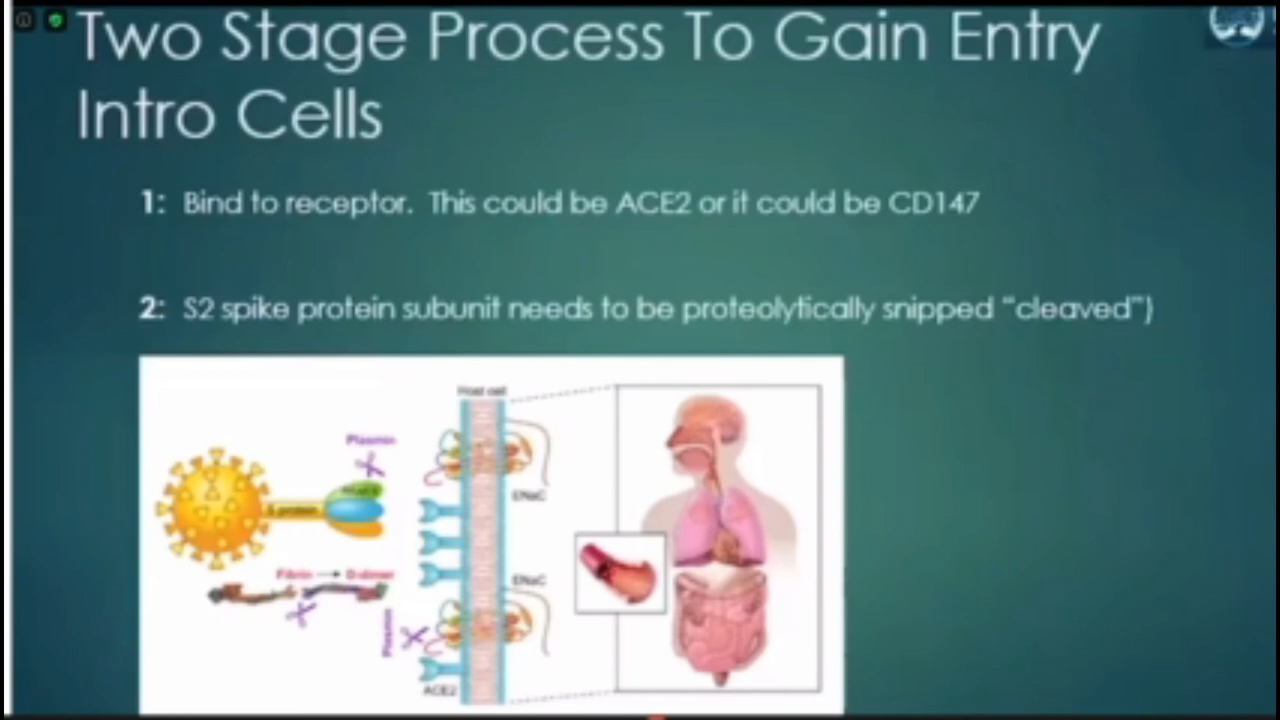 Two Stage Process To Gain Entry
Intro Cells
1: Bind to receptor. This could be ACE2 or it could be CD147
2: S2 spike protein subunit needs to be proteolytically snipped “cleaved”)
Host cell
Plasmin
ENaC
S protein
Fibrin → D-dimer
ENaC
Plasmin
ACE2